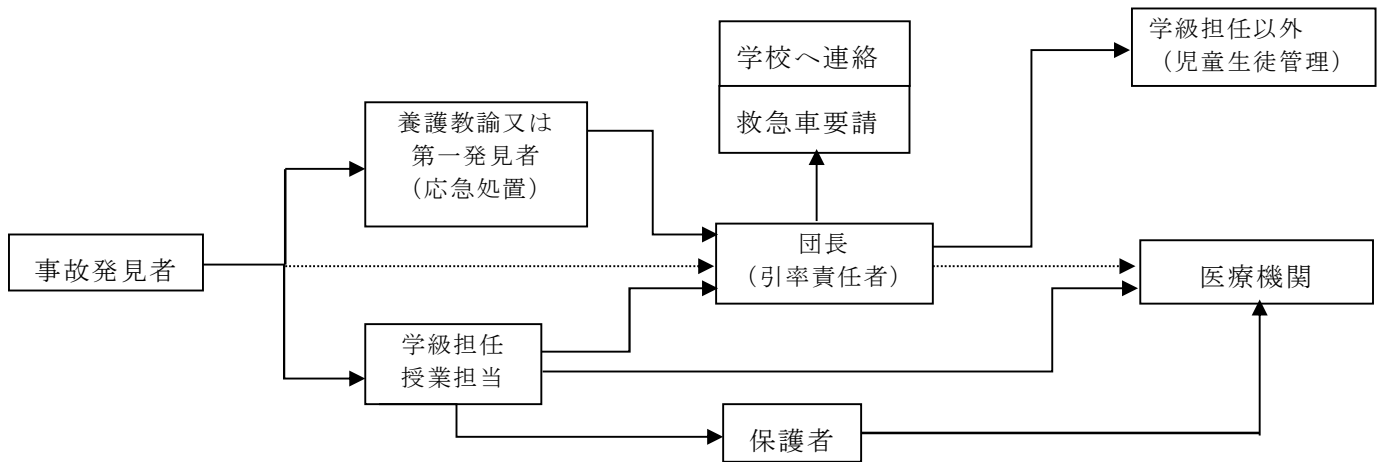 学級担任以外
（児童生徒管理）
学校へ連絡
救急車要請
養護教諭又は
第一発見者
（応急処置）
事故発見者
団長
（引率責任者）
医療機関
学級担任
授業担当
保護者